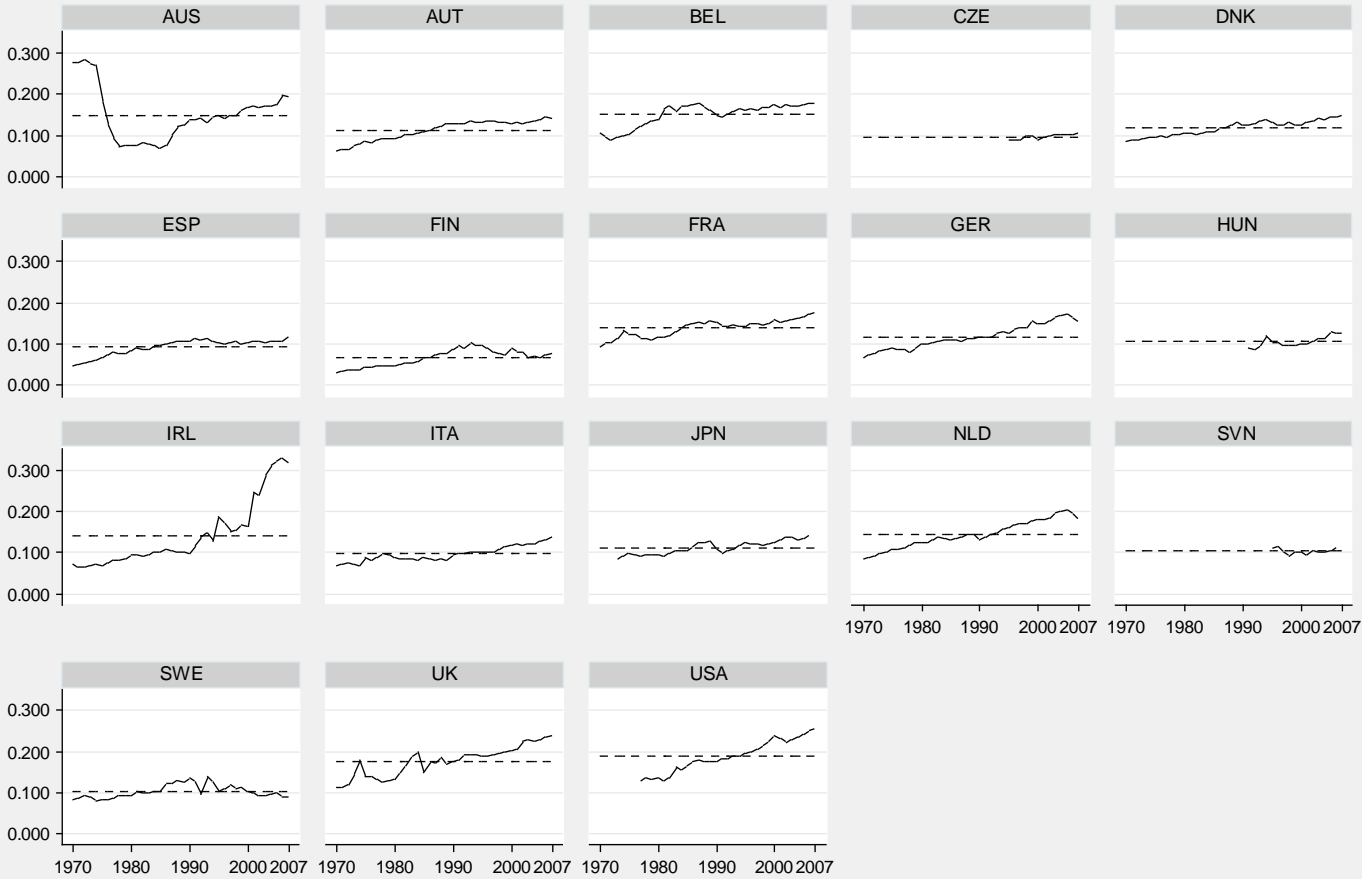 AUS AUT BEL CZE DNK
0.300
0.200
0.100
0.000
ESP FIN FRA GER HUN
0.300
0.200
0.100
0.000
IRL ITA JPN NLD SVN
0.300
0.200
0.100
0.000
1970 1980 1990 2000 2007 1970 1980 1990 2000 2007
SWE UK USA
0.300
0.200
0.100
0.000
1970 1980 1990 2000 2007 1970 1980 1990 2000 2007 1970 1980 1990 2000 2007